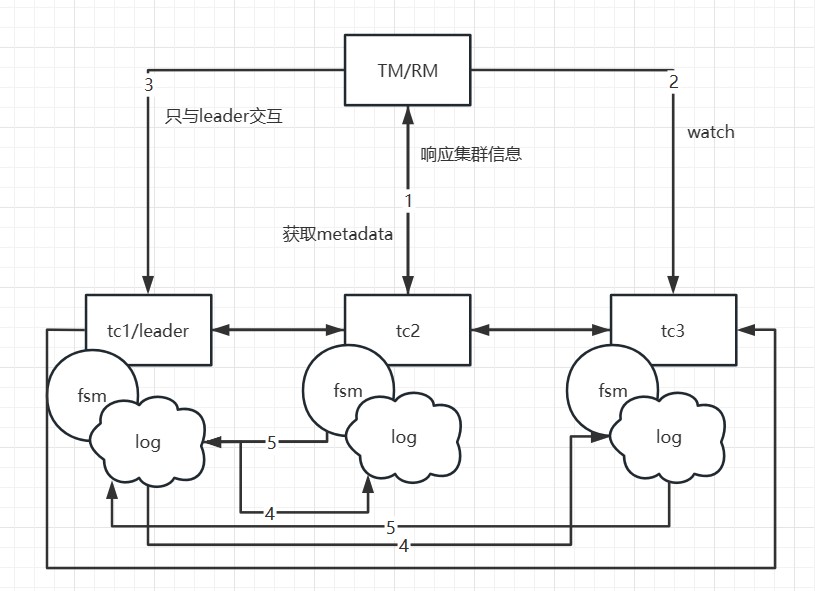 TM/RM
3
2
只与leader交互
watch
响应集群信息
1
获取metadata
tc1/leader
tc2
tc3
fsm
fsm
fsm
log
log
log
5
4
5
4